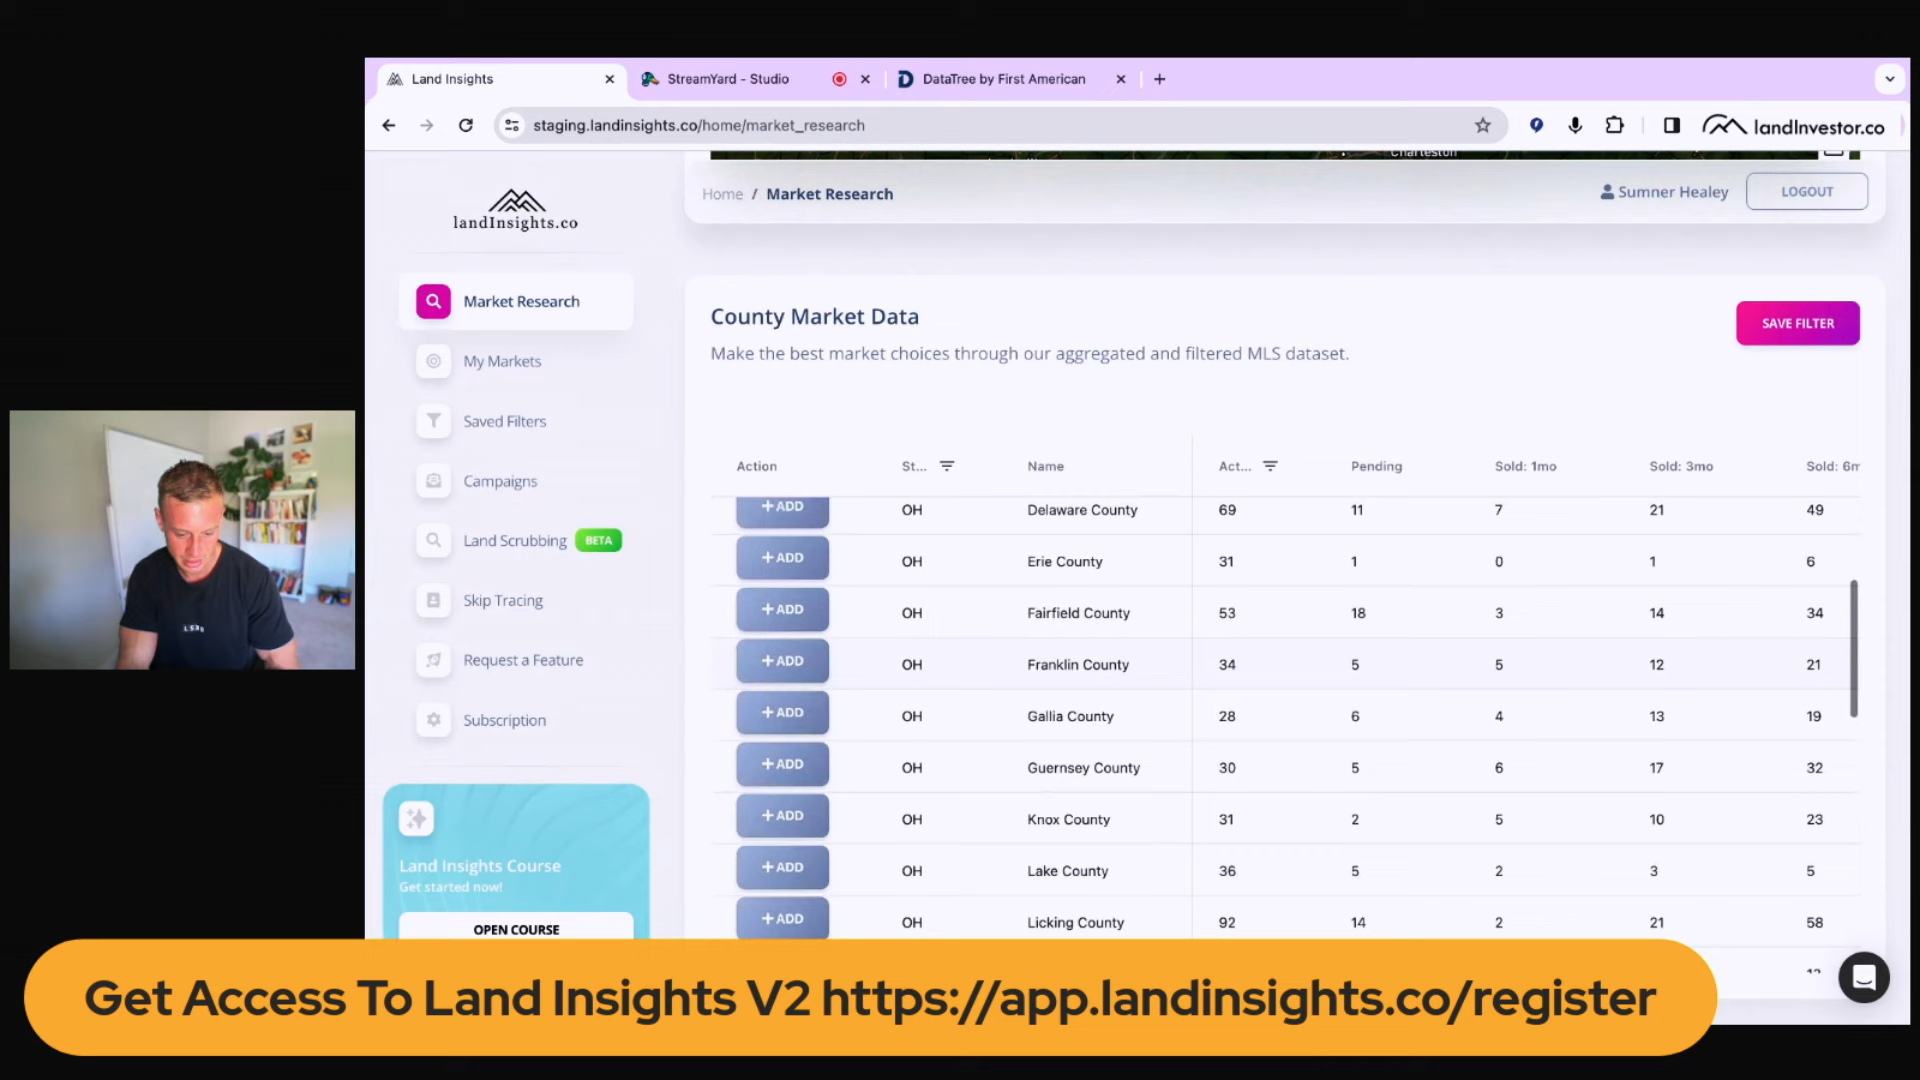 Land Insights
StreamYard - Studio
DataTree by First American
staging.landinsights.co/home/market_research
landInvestor.co
Charleston
landInsights.co
Home / Market Research
Sumner Healey
LOGOUT
Market Research
My Markets
Saved Filters
Campaigns
Land Scrubbing BETA
Skip Tracing
Request a Feature
Subscription
Land Insights Course
Get started now!
OPEN COURSE
County Market Data
SAVE FILTER
Make the best market choices through our aggregated and filtered MLS dataset.
Action St... Name Act... Pending Sold: 1mo Sold: 3mo Sold: 6m
+ADD OH Delaware County 69 11 7 21 49
+ADD OH Erie County 31 1 0 1 6
+ADD OH Fairfield County 53 18 3 14 34
+ADD OH Franklin County 34 5 5 12 21
+ADD OH Gallia County 28 6 4 13 19
+ADD OH Guernsey County 30 5 6 17 32
+ADD OH Knox County 31 2 5 10 23
+ADD OH Lake County 36 5 2 3 5
+ADD OH Licking County 92 14 2 21 58
Get Access To Land Insights V2 https://app.landinsights.co/register